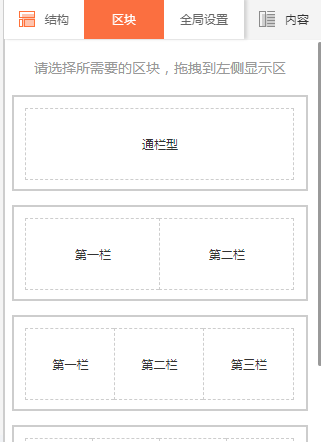 结构 区块 全局设置 内容
请选择所需要的区块，拖拽到左侧显示区
通栏型
第一栏 第二栏
第一栏 第二栏 第三栏